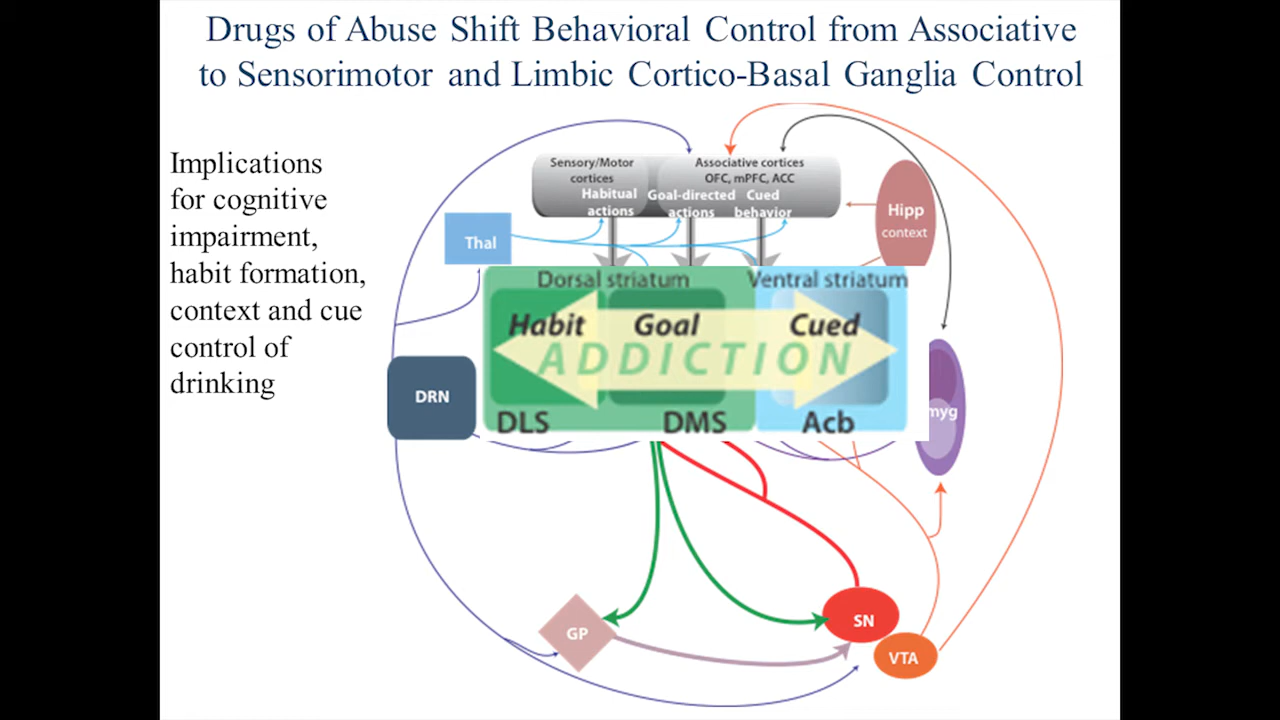 Drugs of Abuse Shift Behavioral Control from Associative
to Sensorimotor and Limbic Cortico-Basal Ganglia Control
Implications
for cognitive
impairment,
habit formation,
context and cue
control of
drinking
Sensory/Motor
cortices
Associative cortices
OFC, mPFC, ACC
Habitual
actions
Goal-directed
actions
Cued
behavior
Hipp
context
Thal
Dorsal striatum
Ventral striatum
Habit
Goal
Cued
ADDICTION
DLS
DMS
Acb
DRN
myg
GP
SN
VTA